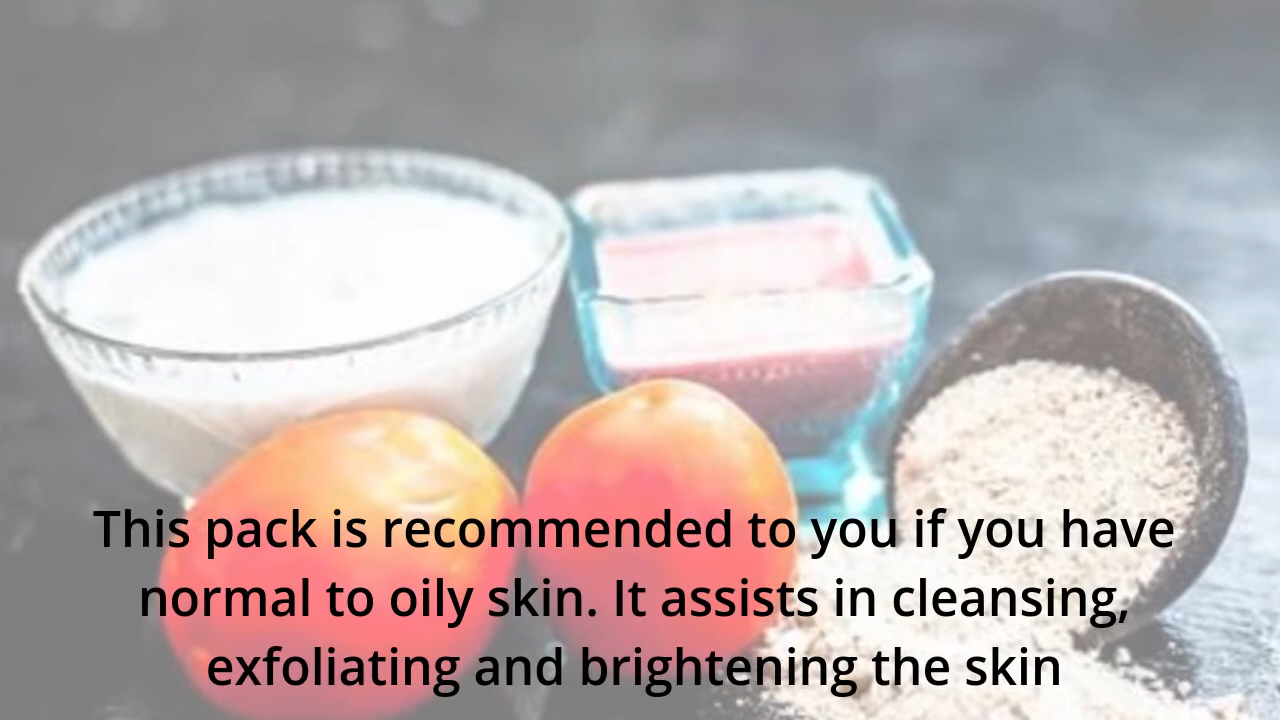 This pack is recommended to you if you have
normal to oily skin. It assists in cleansing,
exfoliating and brightening the skin